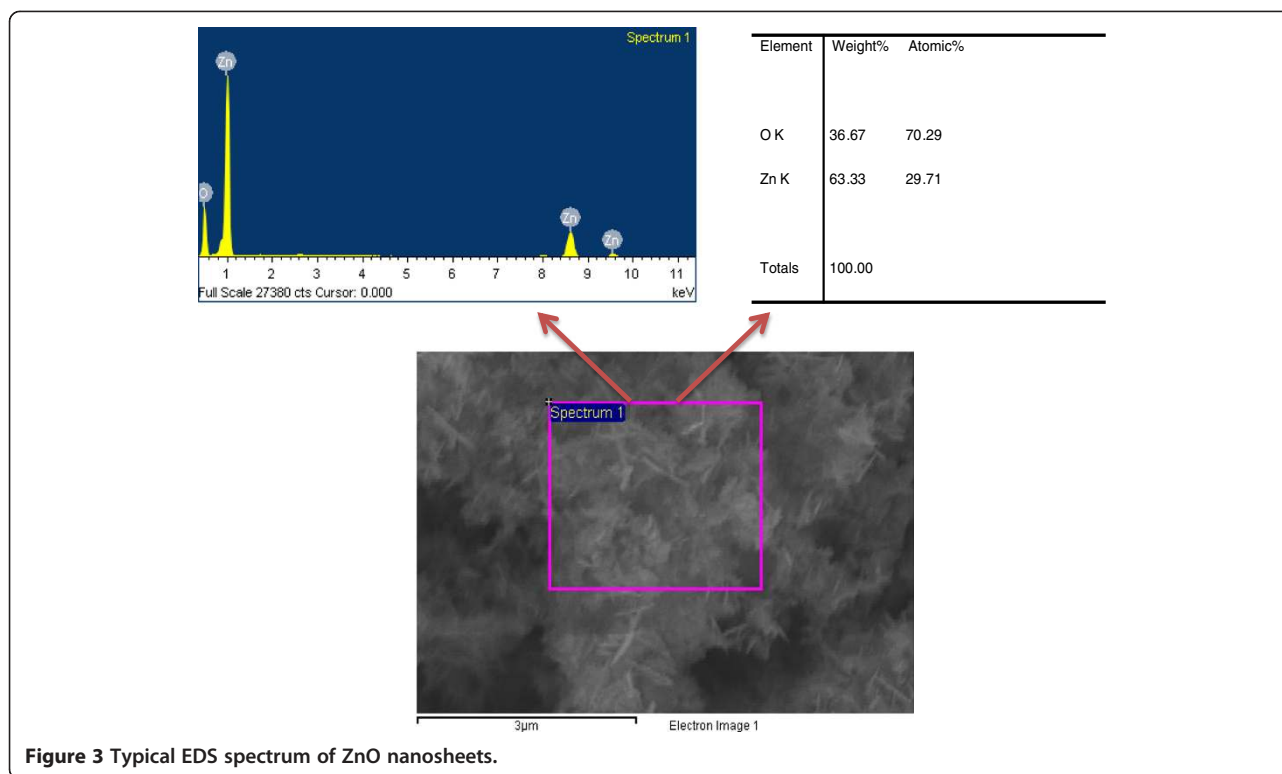 Spectrum 1
Zn
O
Zn
Zn
1 2 3 4 5 6 7 8 9 10 11
Full Scale 27380 cts Cursor: 0.000 keV
Element Weight% Atomic%
O K 36.67 70.29
Zn K 63.33 29.71
Totals 100.00
Spectrum 1
3µm Electron Image 1
Figure 3 Typical EDS spectrum of ZnO nanosheets.